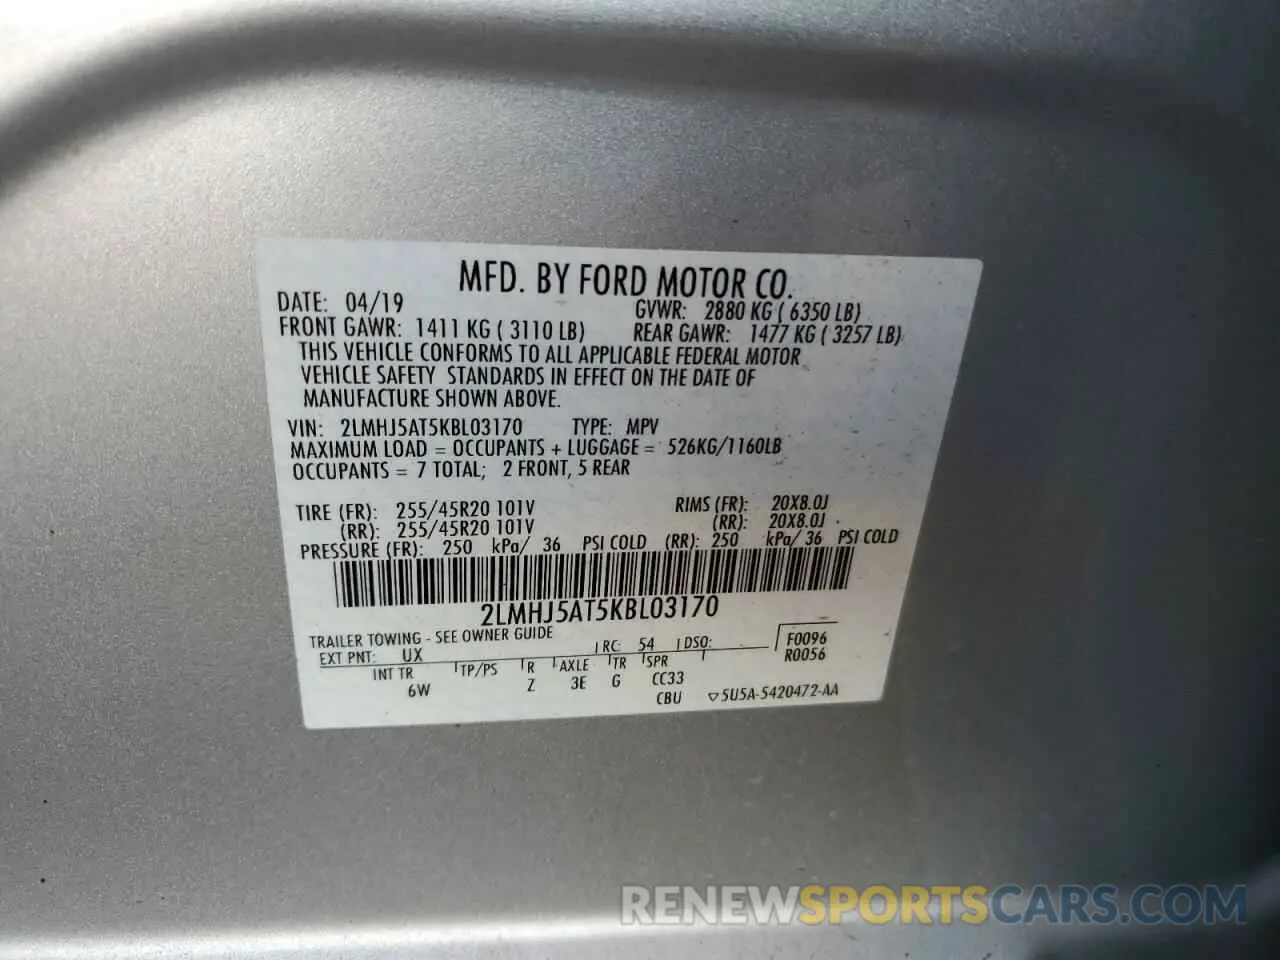 MFD. BY FORD MOTOR CO.
DATE: 04/19 GVWR: 2880 KG ( 6350 LB)
FRONT GAWR: 1411 KG ( 3110 LB) REAR GAWR: 1477 KG ( 3257 LB)
THIS VEHICLE CONFORMS TO ALL APPLICABLE FEDERAL MOTOR
VEHICLE SAFETY STANDARDS IN EFFECT ON THE DATE OF
MANUFACTURE SHOWN ABOVE.
VIN: 2LMHJ5AT5KBL03170 TYPE: MPV
MAXIMUM LOAD = OCCUPANTS + LUGGAGE = 526KG/1160LB
OCCUPANTS = 7 TOTAL; 2 FRONT, 5 REAR
TIRE (FR): 255/45R20 101V RIMS (FR): 20X8.0J
(RR): 255/45R20 101V (RR): 20X8.0J
PRESSURE (FR): 250 kPa/ 36 PSI COLD (RR): 250 kPa/ 36 PSI COLD
2LMHJ5AT5KBL03170
TRAILER TOWING - SEE OWNER GUIDE
EXT PNT: UX RC: 54 DSO: F0096
R0056
INT TR TP/PS R AXLE TR SPR
6W Z 3E G CC33
CBU ▽5U5A-5420472-AA
RENEWSPORTSCARS.COM